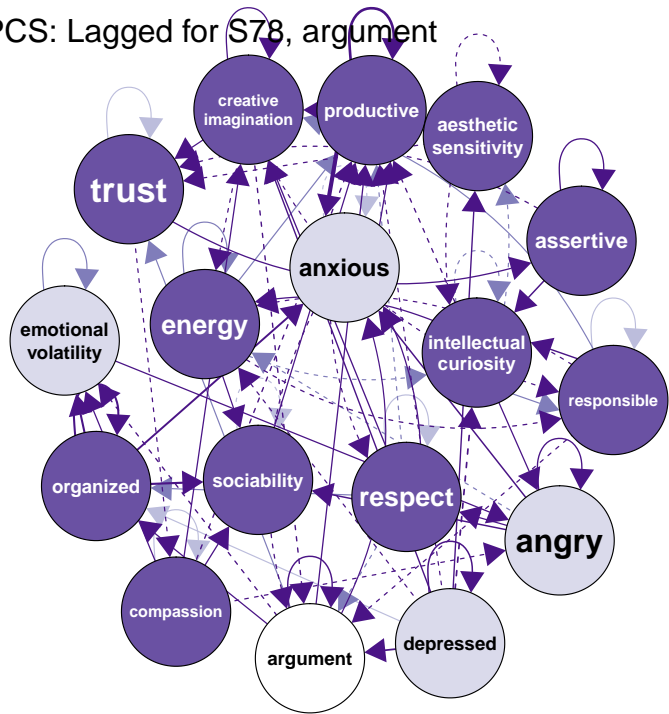 PCS: Lagged for S78, argument
creative
imagination
productive
aesthetic
sensitivity
trust
assertive
anxious
energy
emotional
volatility
intellectual
curiosity
responsible
organized
sociability
respect
angry
compassion
argument
depressed